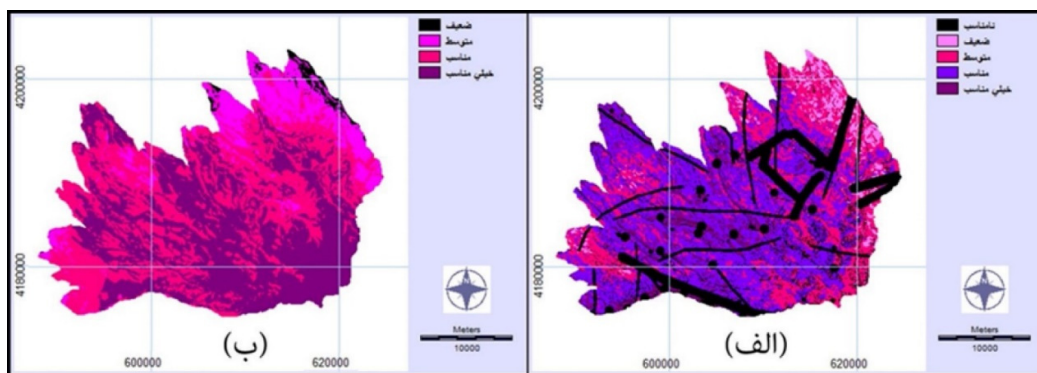 نامناسب
ضعیف
متوسط
مناسب
خیلی مناسب
4200000
4180000
600000
620000
Meters
10000
(الف)
ضعیف
متوسط
مناسب
خیلی مناسب
4200000
4180000
600000
620000
Meters
10000
(ب)